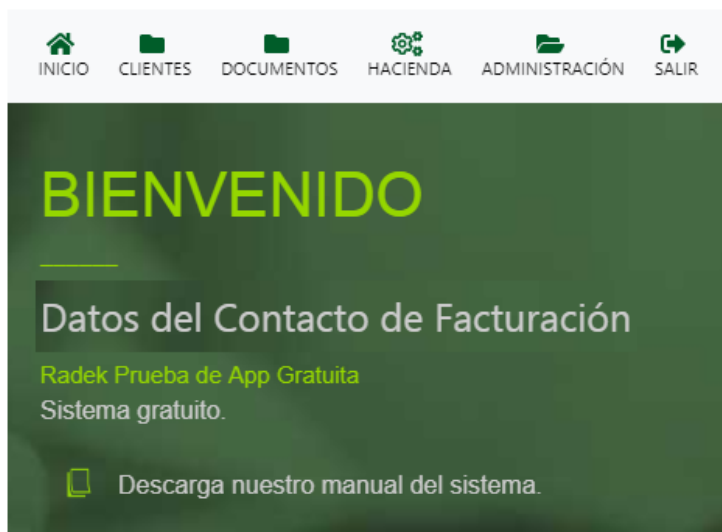 INICIO CLIENTES DOCUMENTOS HACIENDA ADMINISTRACIÓN SALIR
BIENVENIDO
Datos del Contacto de Facturación
Radek Prueba de App Gratuita
Sistema gratuito.
Descarga nuestro manual del sistema.